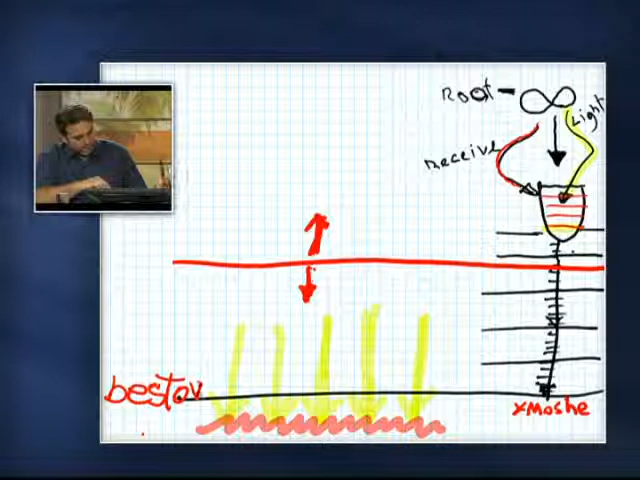 Root - ∞
Light
Receive
bestow
xMoshe